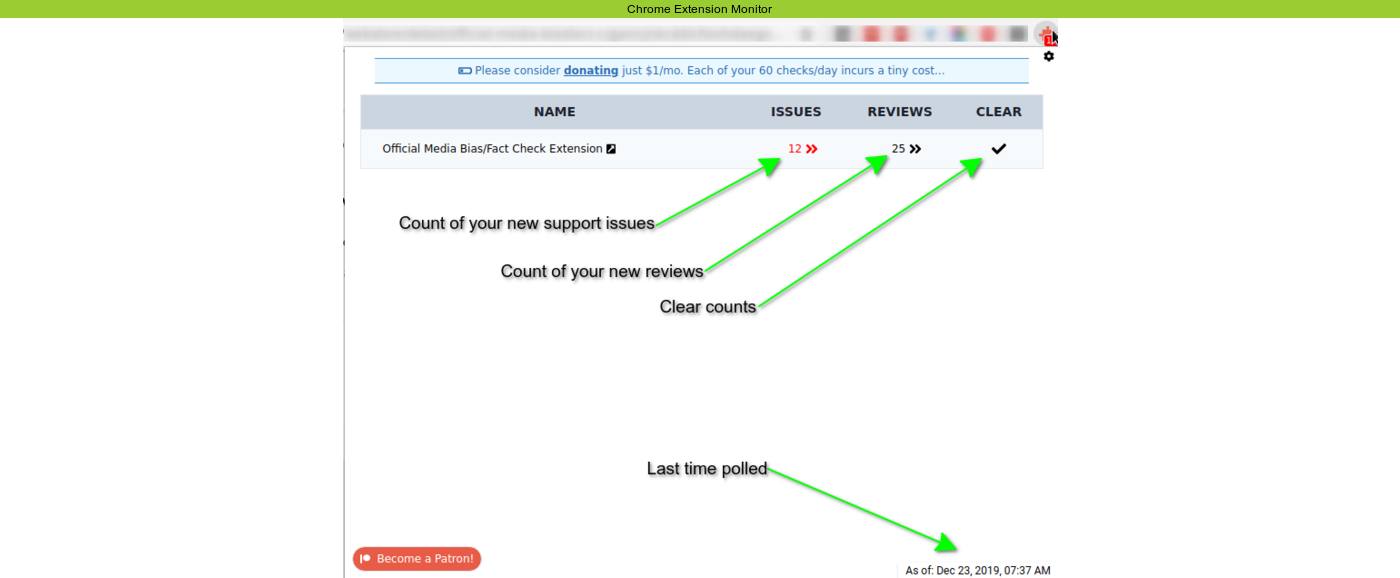 Chrome Extension Monitor
1
Please consider donating just $1/mo. Each of your 60 checks/day incurs a tiny cost...
NAME ISSUES REVIEWS CLEAR
Official Media Bias/Fact Check Extension 12 25
Count of your new support issues
Count of your new reviews
Clear counts
Last time polled
Become a Patron!
As of: Dec 23, 2019, 07:37 AM